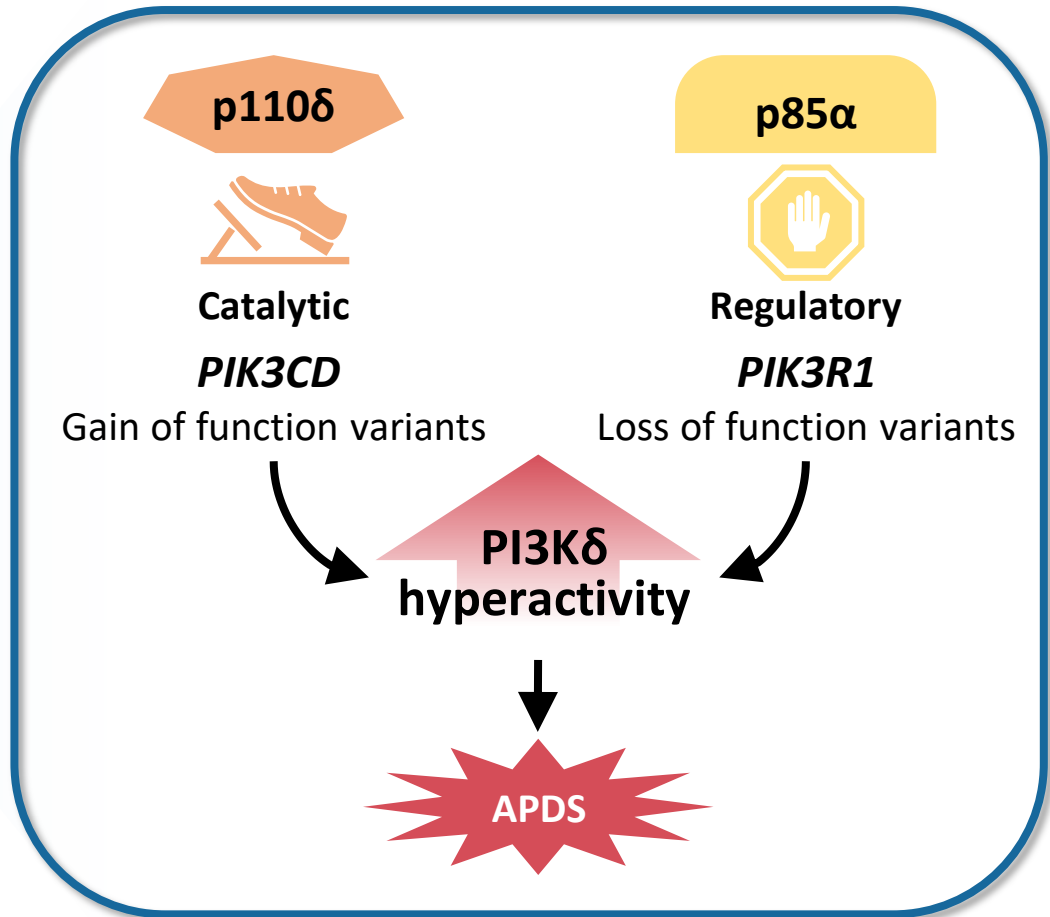 p110δ
p85α
Catalytic
Regulatory
PIK3CD
PIK3R1
Gain of function variants
Loss of function variants
PI3Kδ
hyperactivity
APDS